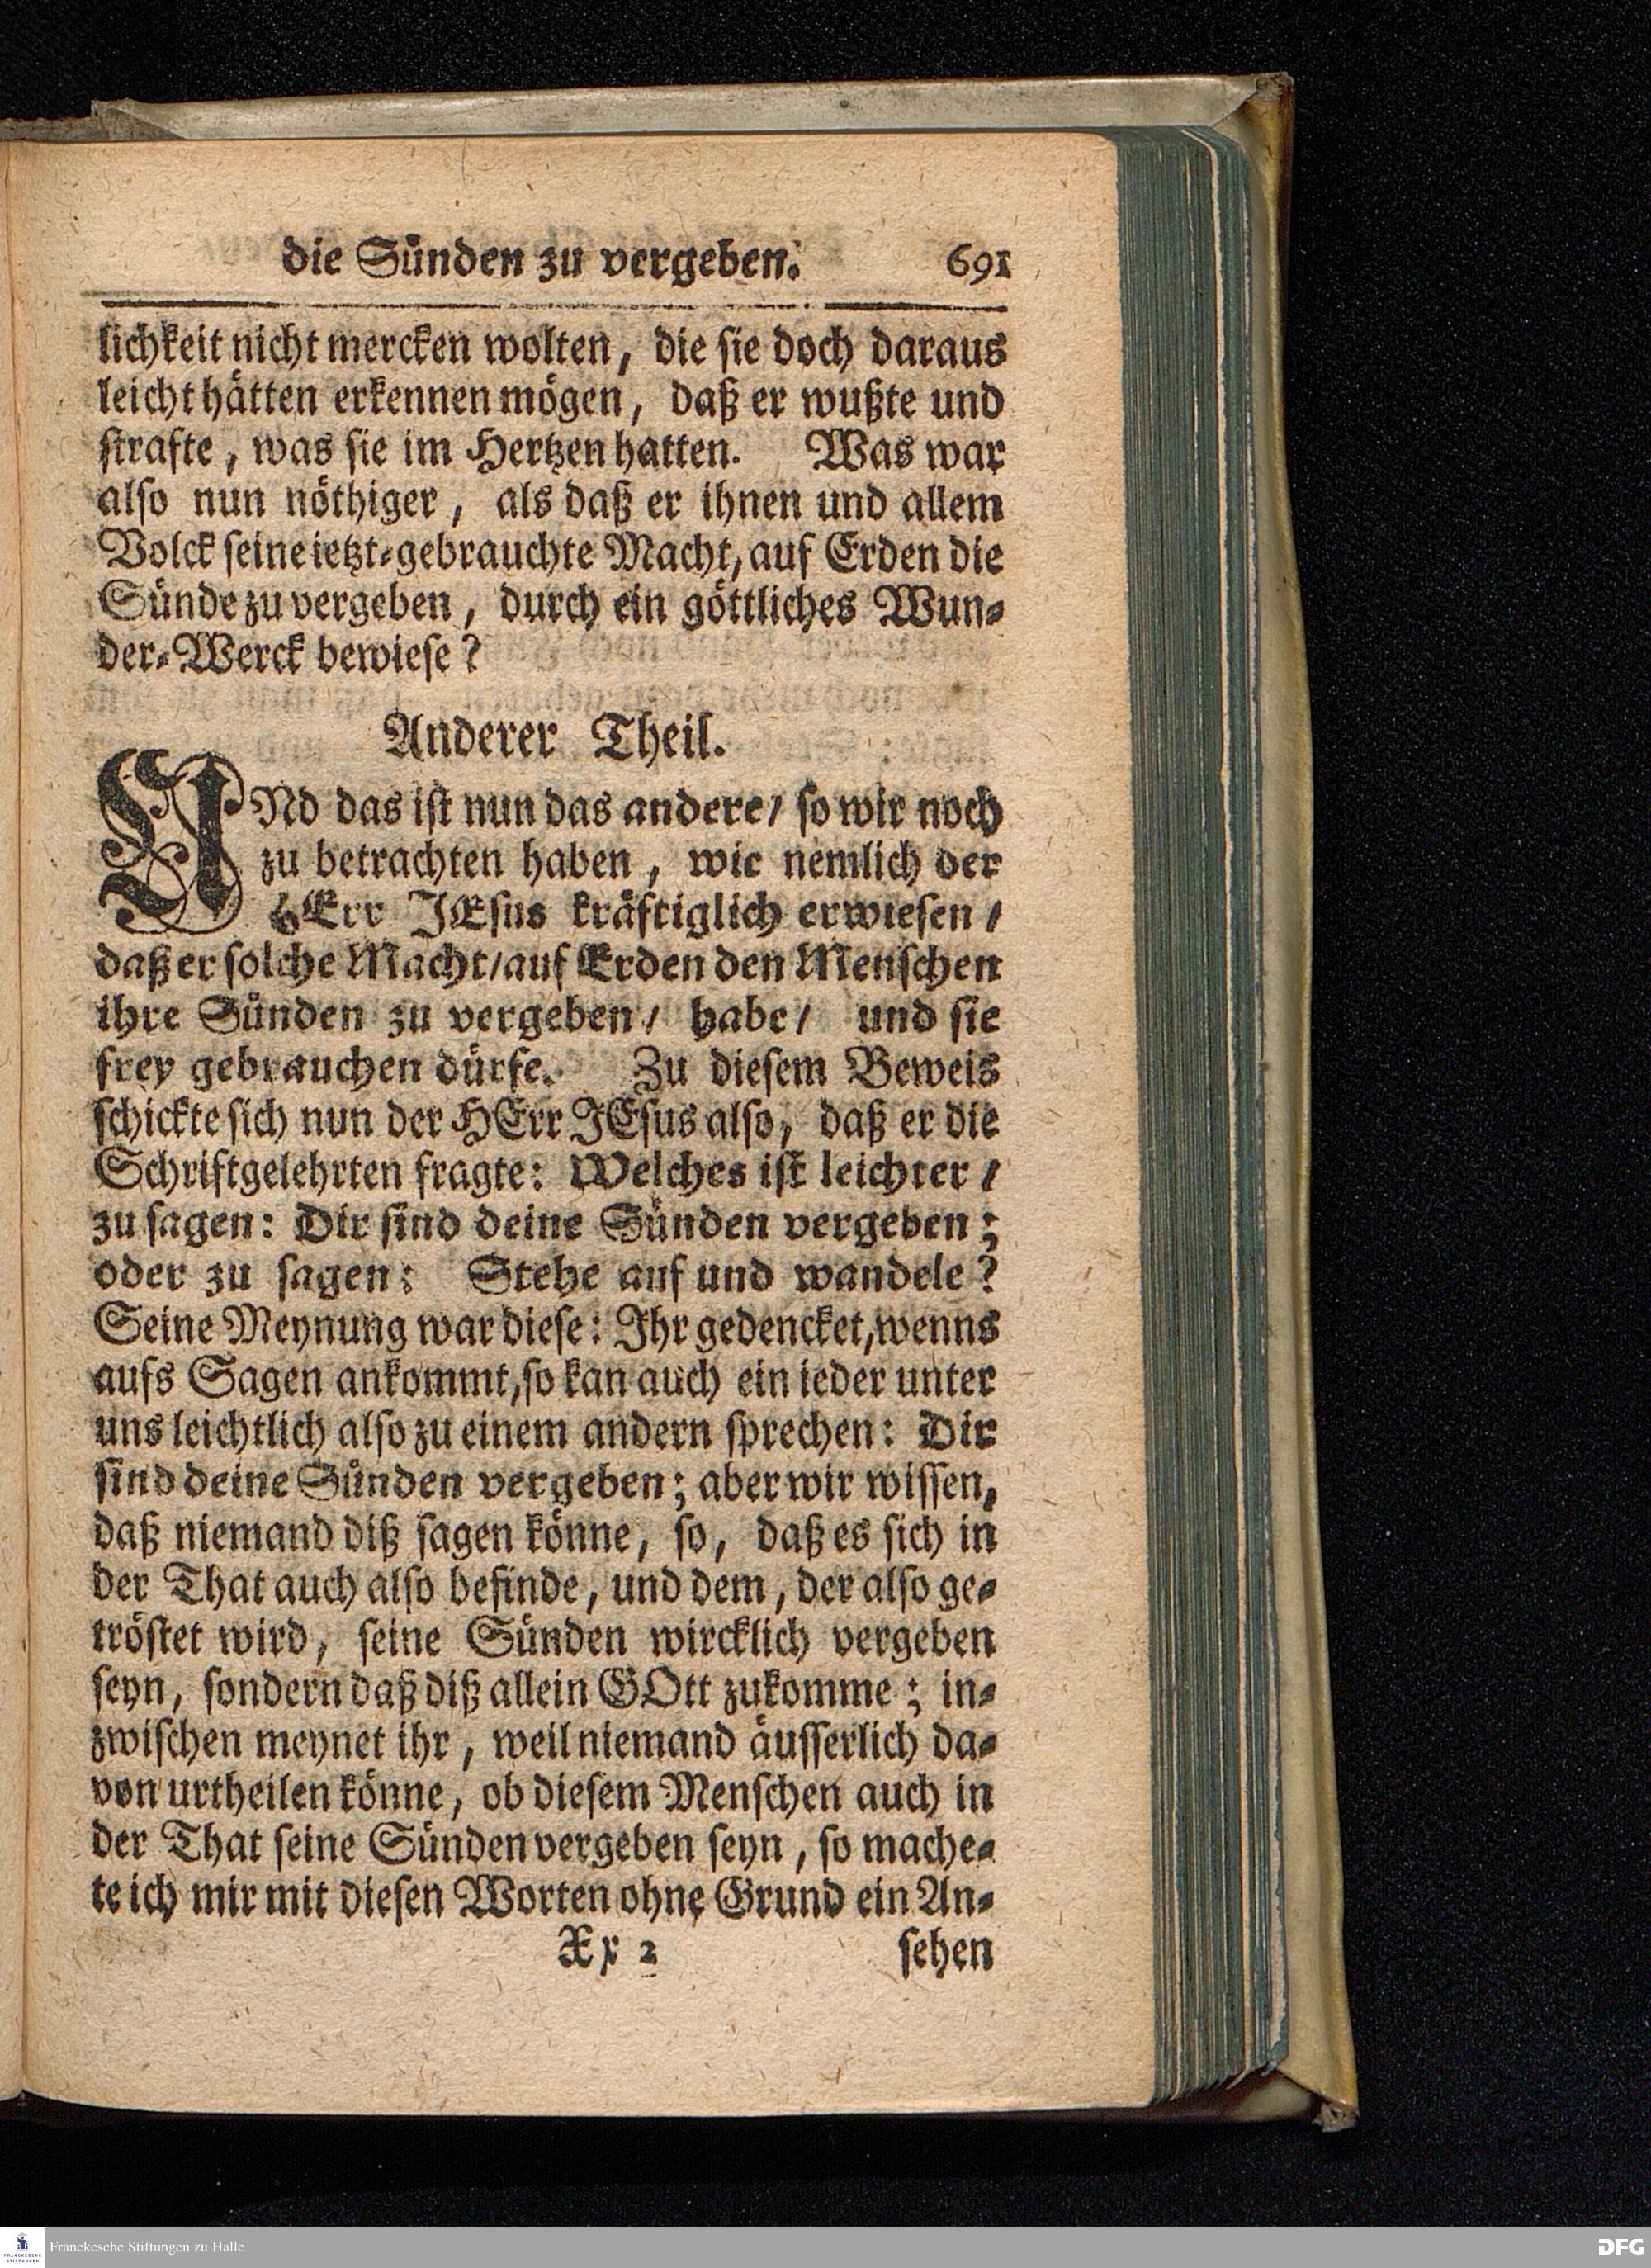 die Sünden zu vergeben. 691
lichkeit nicht mercken wolten, die sie doch daraus
leicht hätten erkennen mögen, daß er wußte und
strafte, was sie im Hertzen hatten. Was war
also nun nöthiger, als daß er ihnen und allem
Volck seine ietzt-gebrauchte Macht, auf Erden die
Sünde zu vergeben, durch ein göttliches Wun-
der-Werck bewiese?
Anderer Theil.
UNd das ist nun das andere/ so wir noch
zu betrachten haben, wie nemlich der
HErr JEsus kräftiglich erwiesen/
daß er solche Macht/ auf Erden den Menschen
ihre Sünden zu vergeben/ habe/ und sie
frey gebrauchen dürfe. Zu diesem Beweis
schickte sich nun der HErr JEsus also, daß er die
Schriftgelehrten fragte: Welches ist leichter/
zu sagen: Dir sind deine Sünden vergeben;
oder zu sagen: Stehe auf und wandele?
Seine Meynung war diese: Ihr gedencket, wenns
aufs Sagen ankommt, so kan auch ein ieder unter
uns leichtlich also zu einem andern sprechen: Dir
sind deine Sünden vergeben; aber wir wissen,
daß niemand diß sagen könne, so, daß es sich in
der That auch also befinde, und dem, der also ge-
tröstet wird, seine Sünden wircklich vergeben
seyn, sondern daß diß allein GOtt zukomme; in-
zwischen meynet ihr, weil niemand äusserlich da-
von urtheilen könne, ob diesem Menschen auch in
der That seine Sünden vergeben seyn, so mache-
te ich mir mit diesen Worten ohne Grund ein An-
Xx 2 sehen
FRANCKESCHE STIFTUNGEN
Franckesche Stiftungen zu Halle
DFG